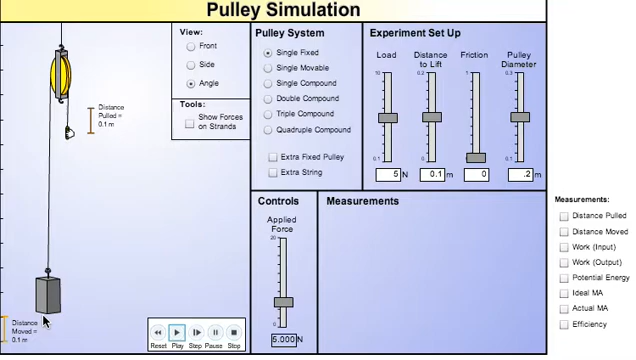 Pulley Simulation
View:
Front
Side
Angle
Tools:
Show Forces
on Strands
Distance
Pulled =
0.1 m
Distance
Moved =
0.1 m
Reset Play Step Pause Stop
Pulley System
Single Fixed
Single Movable
Single Compound
Double Compound
Triple Compound
Quadruple Compound
Extra Fixed Pulley
Extra String
Experiment Set Up
Load
10
0.1
5 N
Distance
to Lift
0.2
0.1 m
Friction
0
Pulley
Diameter
0.3
0.1
.2 m
Controls
Applied
Force
20
0
5.000 N
Measurements
Measurements:
Distance Pulled
Distance Moved
Work (Input)
Work (Output)
Potential Energy
Ideal MA
Actual MA
Efficiency